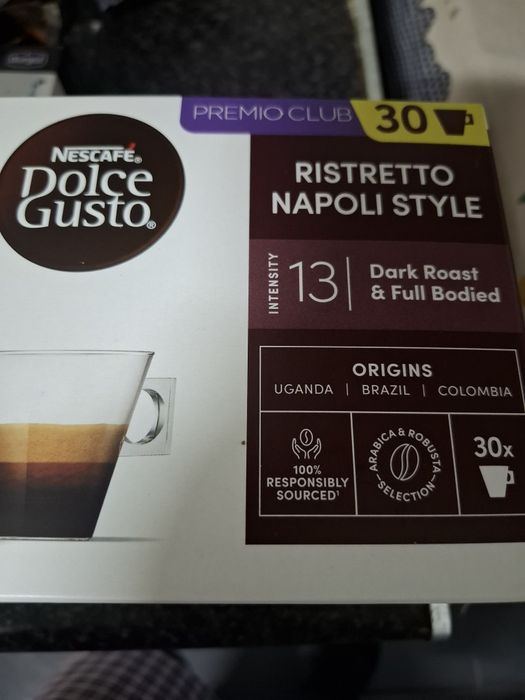 PREMIO CLUB 30
NESCAFÉ®
Dolce
Gusto®
RISTRETTO
NAPOLI STYLE
INTENSITY
13
Dark Roast
& Full Bodied
ORIGINS
UGANDA | BRAZIL | COLOMBIA
100%
RESPONSIBLY
SOURCED¹
ARABICA & ROBUSTA
SELECTION
30x